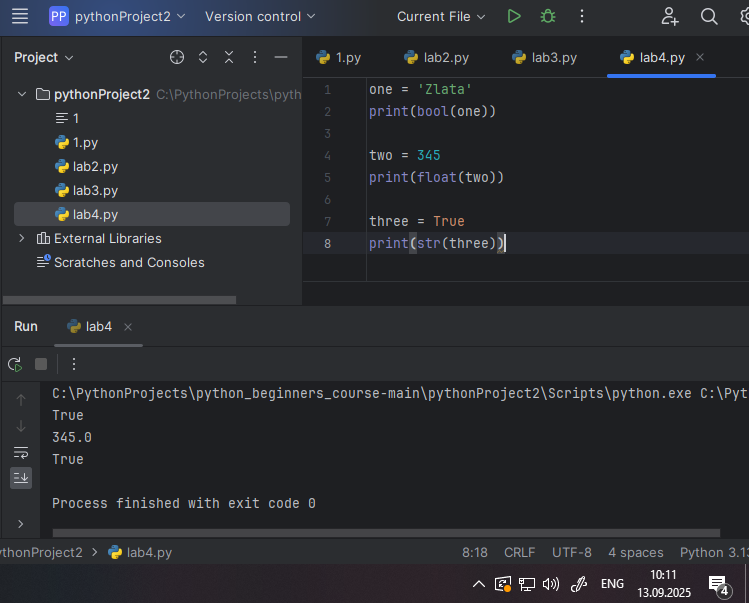 PP pythonProject2 Version control Current File
Project
1.py lab2.py lab3.py lab4.py
pythonProject2 C:\PythonProjects\pyth
1
1.py
lab2.py
lab3.py
lab4.py
External Libraries
Scratches and Consoles
1 one = 'Zlata'
2 print(bool(one))
3
4 two = 345
5 print(float(two))
6
7 three = True
8 print(str(three))
Run lab4
C:\PythonProjects\python_beginners_course-main\pythonProject2\Scripts\python.exe C:\Pyt
True
345.0
True
Process finished with exit code 0
ythonProject2 > lab4.py 8:18 CRLF UTF-8 4 spaces Python 3.13
ENG
10:11
13.09.2025
4